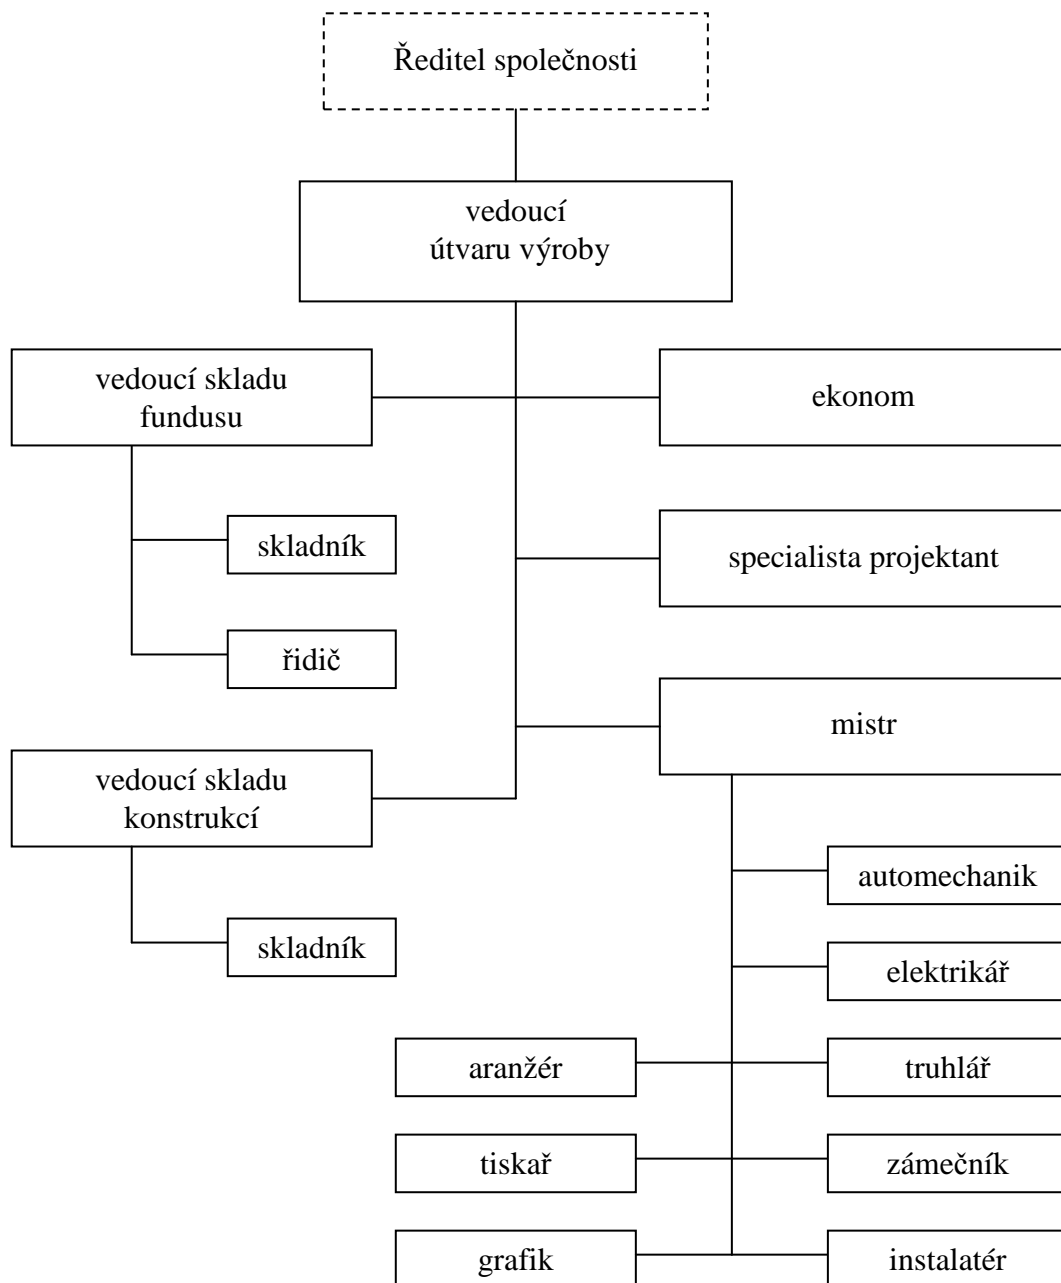 Ředitel společnosti
vedoucí
útvaru výroby
vedoucí skladu
fundusu
ekonom
skladník
specialista projektant
řidič
mistr
vedoucí skladu
konstrukcí
automechanik
skladník
elektrikář
aranžér
truhlář
tiskař
zámečník
grafik
instalatér